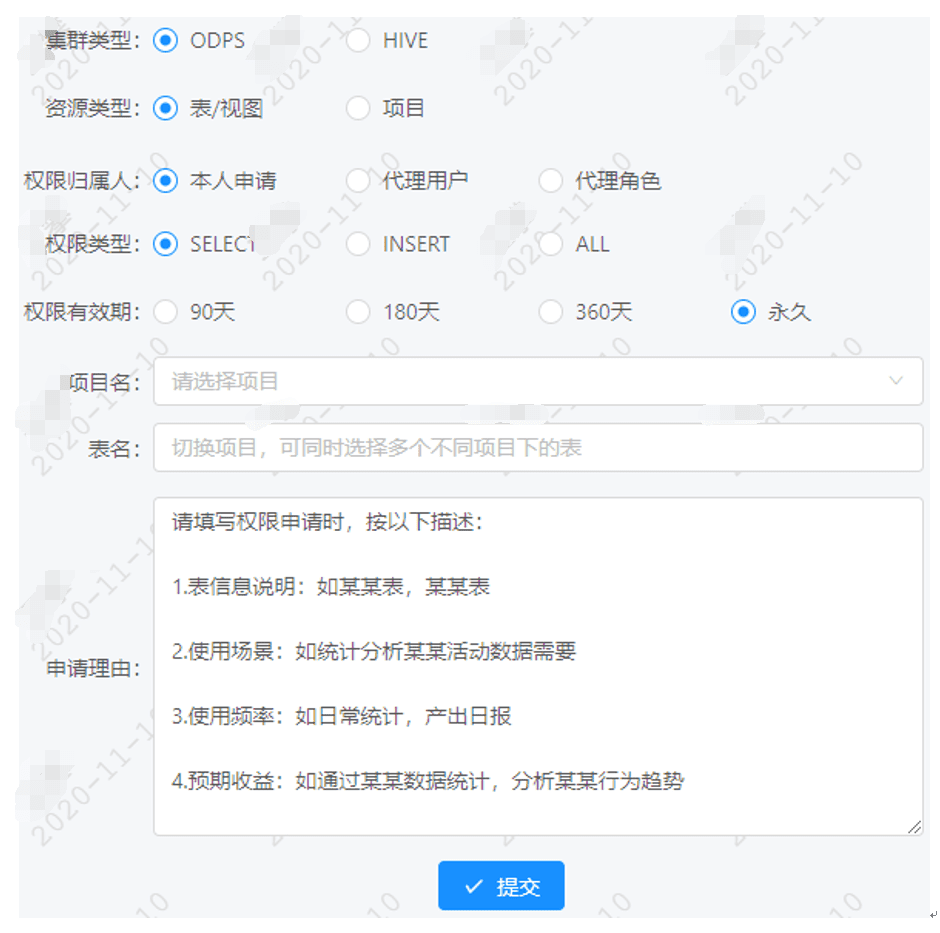 集群类型: ODPS HIVE
资源类型: 表/视图 项目
权限归属人: 本人申请 代理用户 代理角色
权限类型: SELECT INSERT ALL
权限有效期: 90天 180天 360天 永久
项目名: 请选择项目
表名: 切换项目，可同时选择多个不同项目下的表
请填写权限申请时，按以下描述：
1.表信息说明：如某某表，某某表
2.使用场景：如统计分析某某活动数据需要
3.使用频率：如日常统计，产出日报
申请理由:
4.预期收益：如通过某某数据统计，分析某某行为趋势
提交
2020-11-10